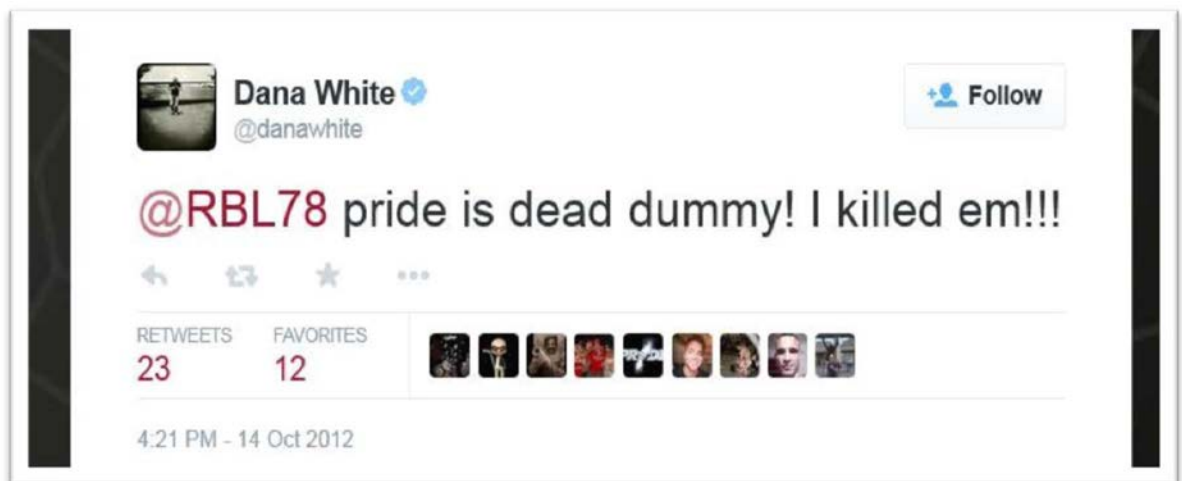 Dana White
@danawhite
Follow
@RBL78 pride is dead dummy! I killed em!!!
RETWEETS FAVORITES
23 12
4:21 PM - 14 Oct 2012